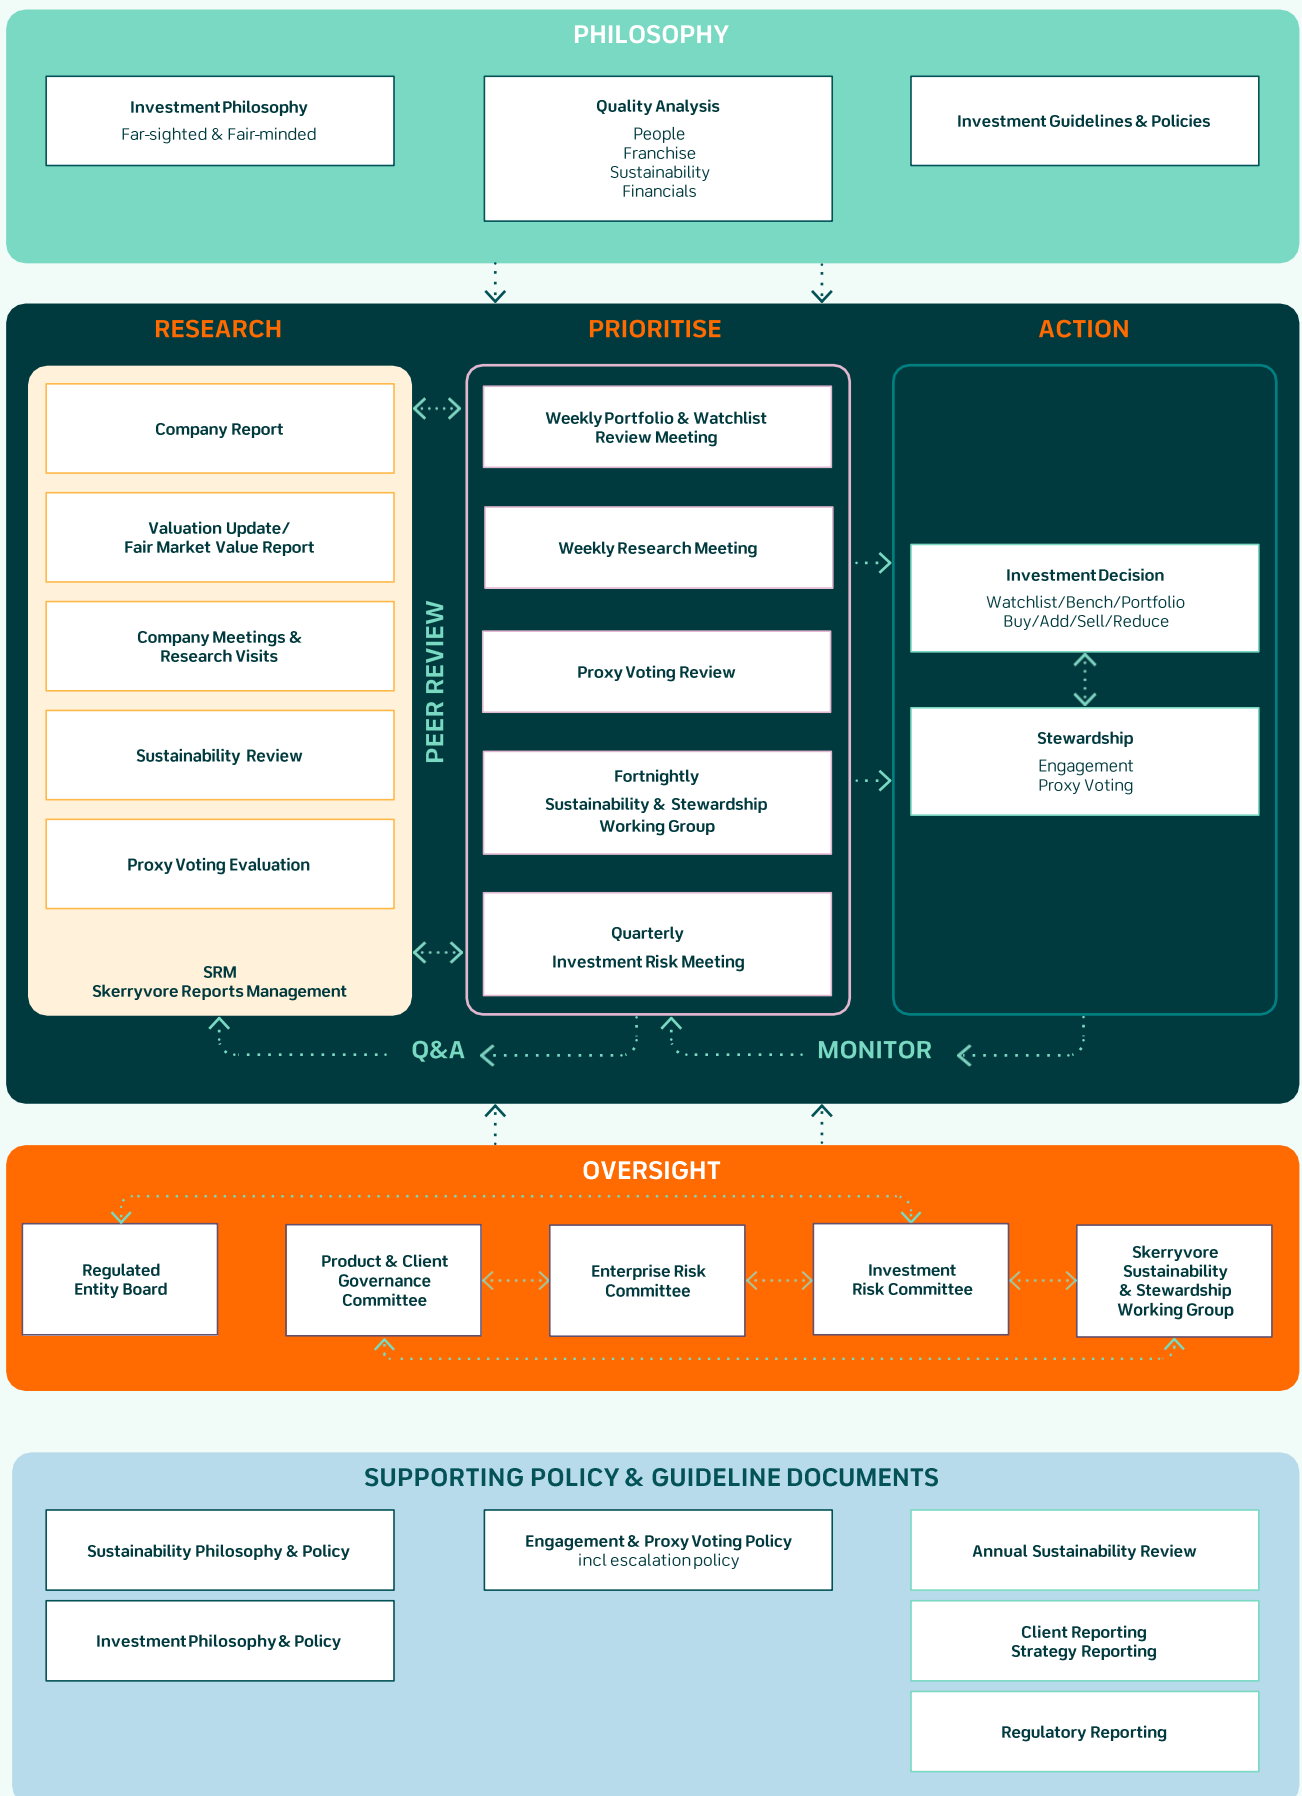 PHILOSOPHY
Investment Philosophy
Far-sighted & Fair-minded
Quality Analysis
People
Franchise
Sustainability
Financials
Investment Guidelines & Policies
RESEARCH
Company Report
Valuation Update/
Fair Market Value Report
Company Meetings &
Research Visits
Sustainability Review
Proxy Voting Evaluation
SRM
Skerryvore Reports Management
PEER REVIEW
PRIORITISE
Weekly Portfolio & Watchlist
Review Meeting
Weekly Research Meeting
Proxy Voting Review
Fortnightly
Sustainability & Stewardship
Working Group
Quarterly
Investment Risk Meeting
ACTION
Investment Decision
Watchlist/Bench/Portfolio
Buy/Add/Sell/Reduce
Stewardship
Engagement
Proxy Voting
Q&A
MONITOR
OVERSIGHT
Regulated
Entity Board
Product & Client
Governance
Committee
Enterprise Risk
Committee
Investment
Risk Committee
Skerryvore
Sustainability
& Stewardship
Working Group
SUPPORTING POLICY & GUIDELINE DOCUMENTS
Sustainability Philosophy & Policy
Investment Philosophy & Policy
Engagement & Proxy Voting Policy
incl escalation policy
Annual Sustainability Review
Client Reporting
Strategy Reporting
Regulatory Reporting